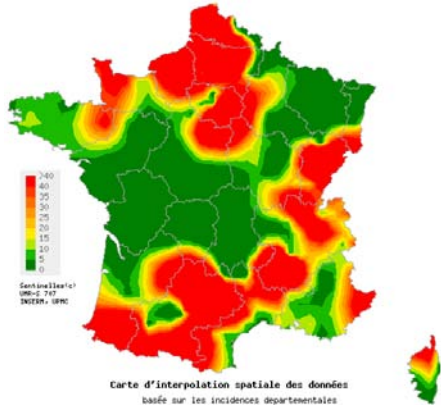 >40
40
35
30
25
20
15
10
5
0
Sentinelles(c)
UMR-S 707
INSERM, UPMC
Carte d'interpolation spatiale des données
basée sur les incidences departementales